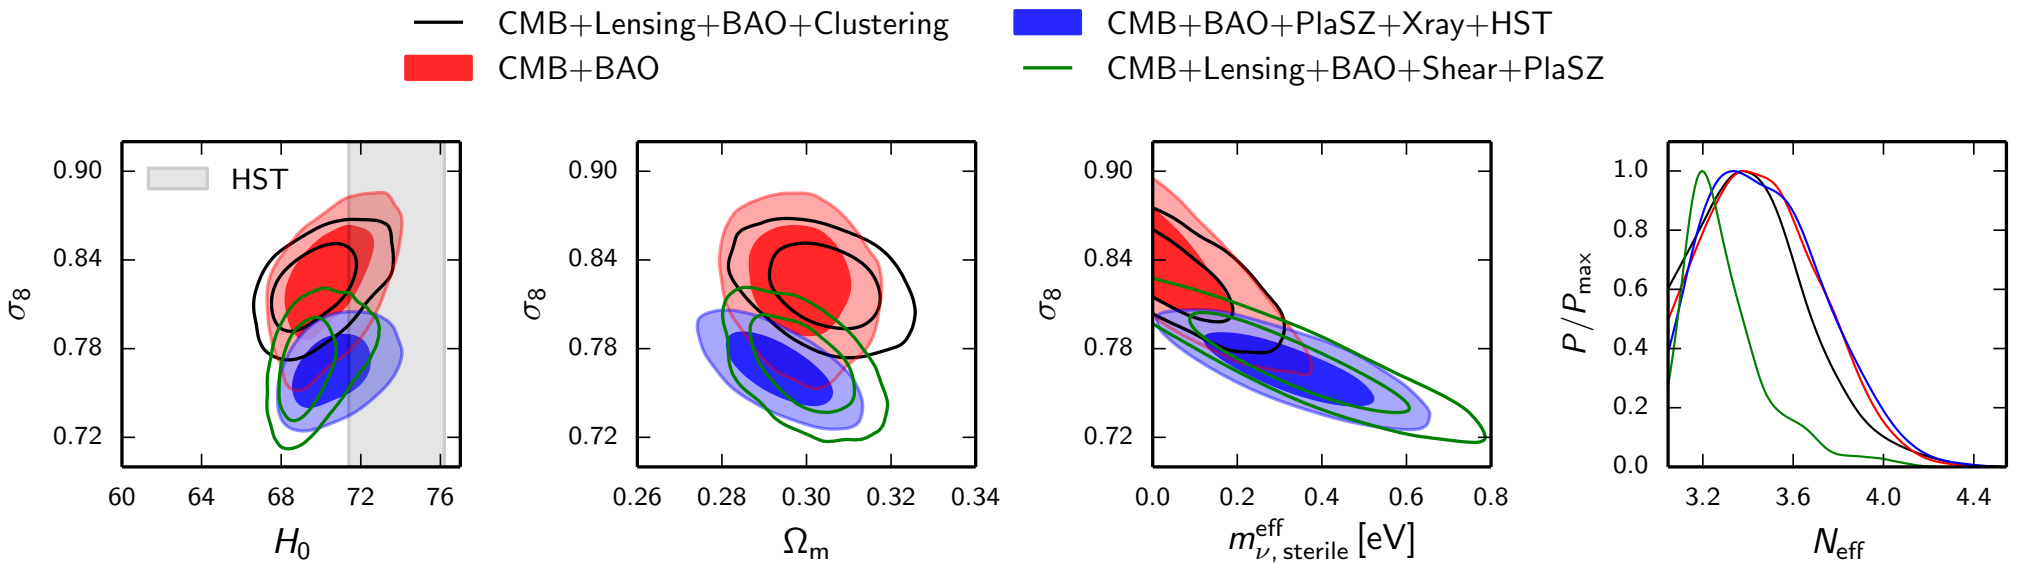 CMB+Lensing+BAO+Clustering
CMB+BAO+PlaSZ+Xray+HST
CMB+BAO
CMB+Lensing+BAO+Shear+PlaSZ
σ8
0.90
0.84
0.78
0.72
HST
60 64 68 72 76
H0
σ8
0.90
0.84
0.78
0.72
0.26 0.28 0.30 0.32 0.34
Ωm
σ8
0.90
0.84
0.78
0.72
0.0 0.2 0.4 0.6 0.8
m^eff_ν, sterile [eV]
P/Pmax
1.0
0.8
0.6
0.4
0.2
0.0
3.2 3.6 4.0 4.4
Neff